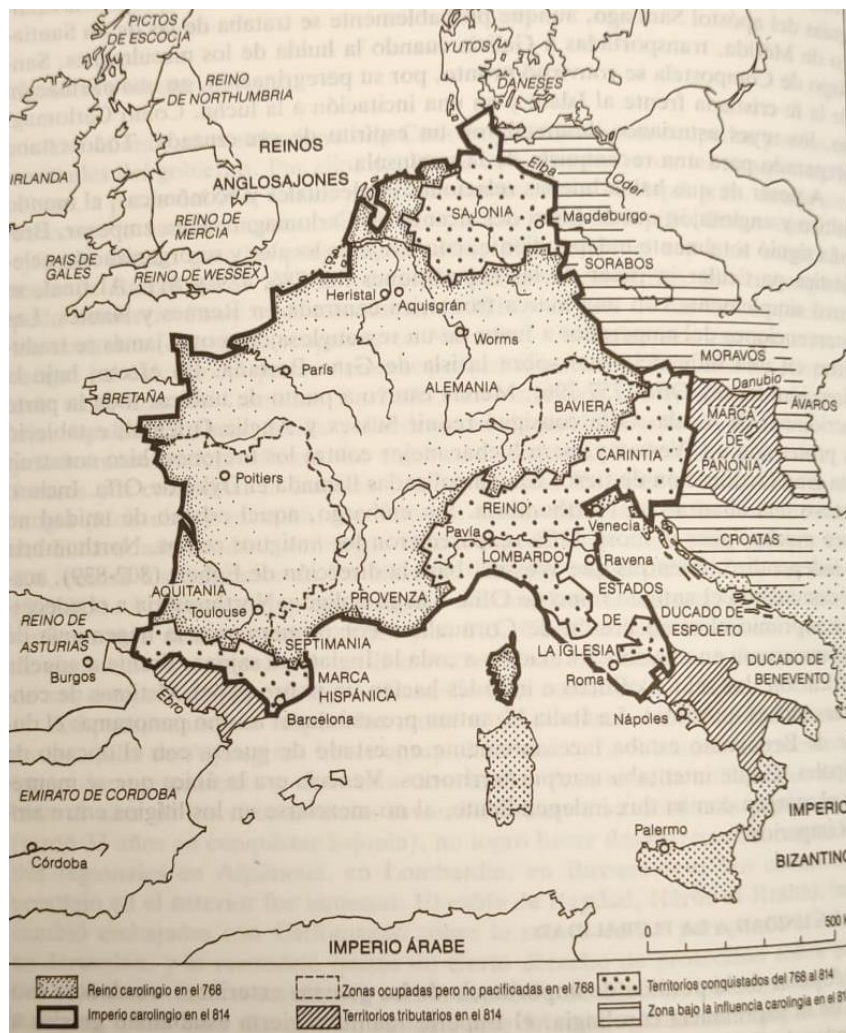 PICTOS
DE ESCOCIA
YUTOS
DANESES
REINO
DE NORTHUMBRIA
REINOS
ANGLOSAJONES
IRLANDA
Elba
Oder
SAJONIA
Magdeburgo
REINO DE
MERCIA
PAIS DE
GALES
REINO DE WESSEX
SORABOS
Heristal
Aquisgrán
Worms
París
MORAVOS
BRETAÑA
ALEMANIA
Danubio
ÁVAROS
BAVIERA
MARCA
DE
PANONIA
CARINTIA
Poitiers
REINO
Venecia
Pavía
CROATAS
LOMBARDO
Ravena
AQUITANIA
PROVENZA
ESTADOS
Toulouse
DUCADO DE
ESPOLETO
REINO DE
ASTURIAS
SEPTIMANIA
DE
LA IGLESIA
DUCADO DE
BENEVENTO
Burgos
MARCA
HISPÁNICA
Roma
Ebro
Barcelona
Nápoles
EMIRATO DE CORDOBA
IMPERIO
BIZANTINO
Palermo
Córdoba
IMPERIO ÁRABE
0
500 K
Reino carolingio en el 768
Zonas ocupadas pero no pacificadas en el 768
Territorios conquistados del 768 al 814
Imperio carolingio en el 814
Territorios tributarios en el 814
Zona bajo la influencia carolingia en el 81